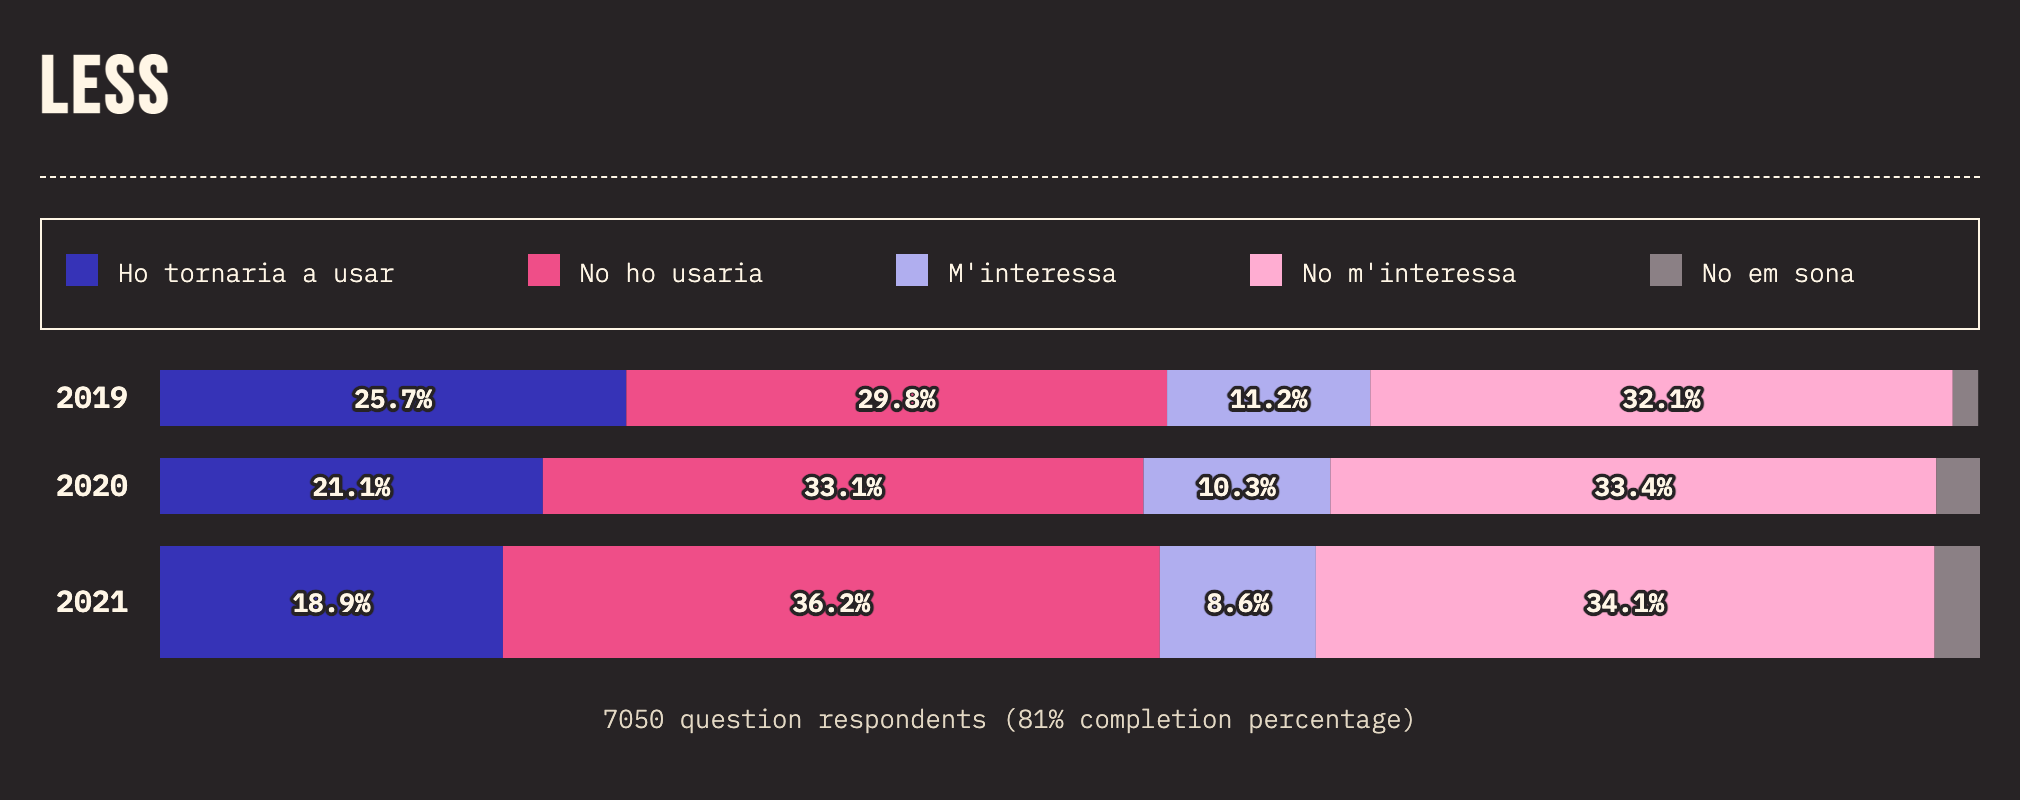 LESS
Ho tornaria a usar No ho usaria M'interessa No m'interessa No em sona
2019 25.7% 29.8% 11.2% 32.1%
2020 21.1% 33.1% 10.3% 33.4%
2021 18.9% 36.2% 8.6% 34.1%
7050 question respondents (81% completion percentage)